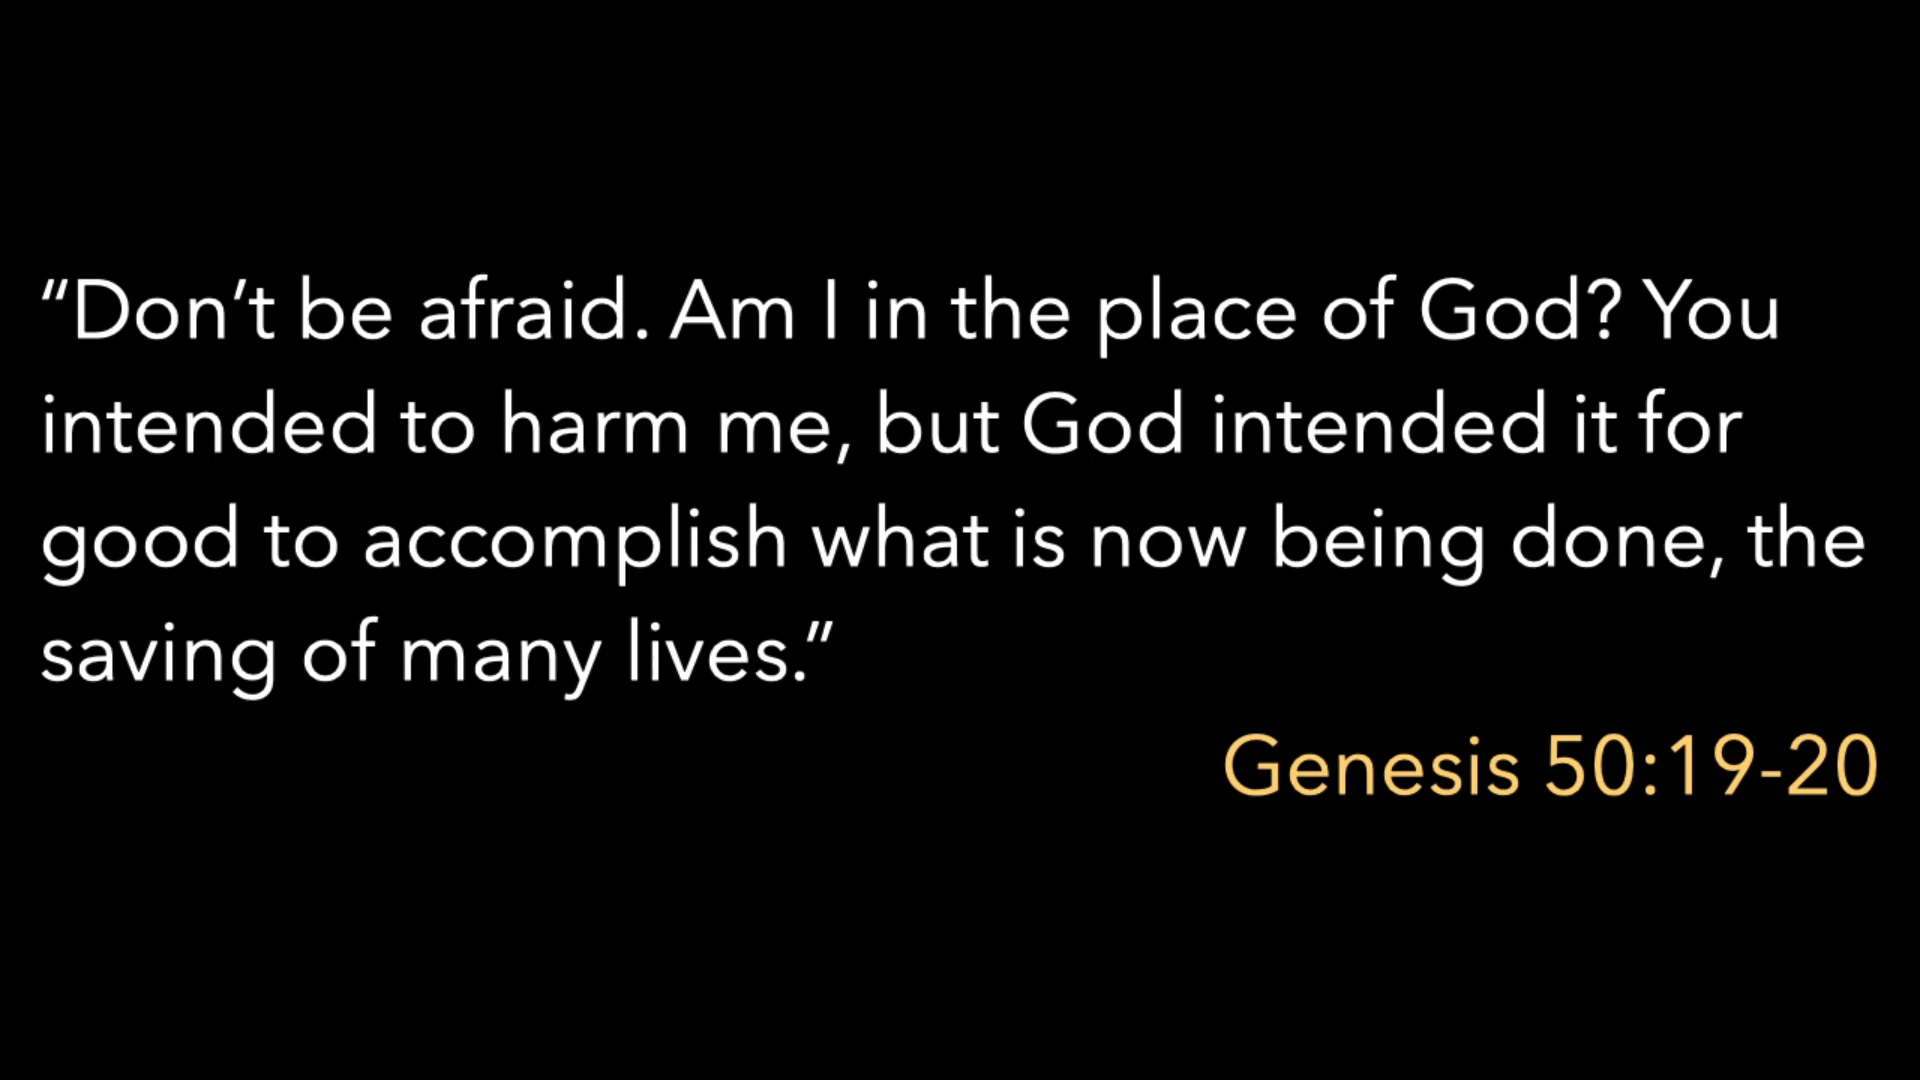 “Don’t be afraid. Am I in the place of God? You
intended to harm me, but God intended it for
good to accomplish what is now being done, the
saving of many lives.”
Genesis 50:19-20